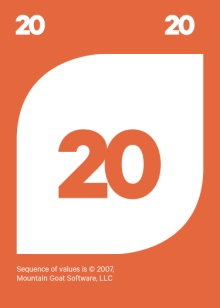 20 20
20
Sequence of values is © 2007,
Mountain Goat Software, LLC